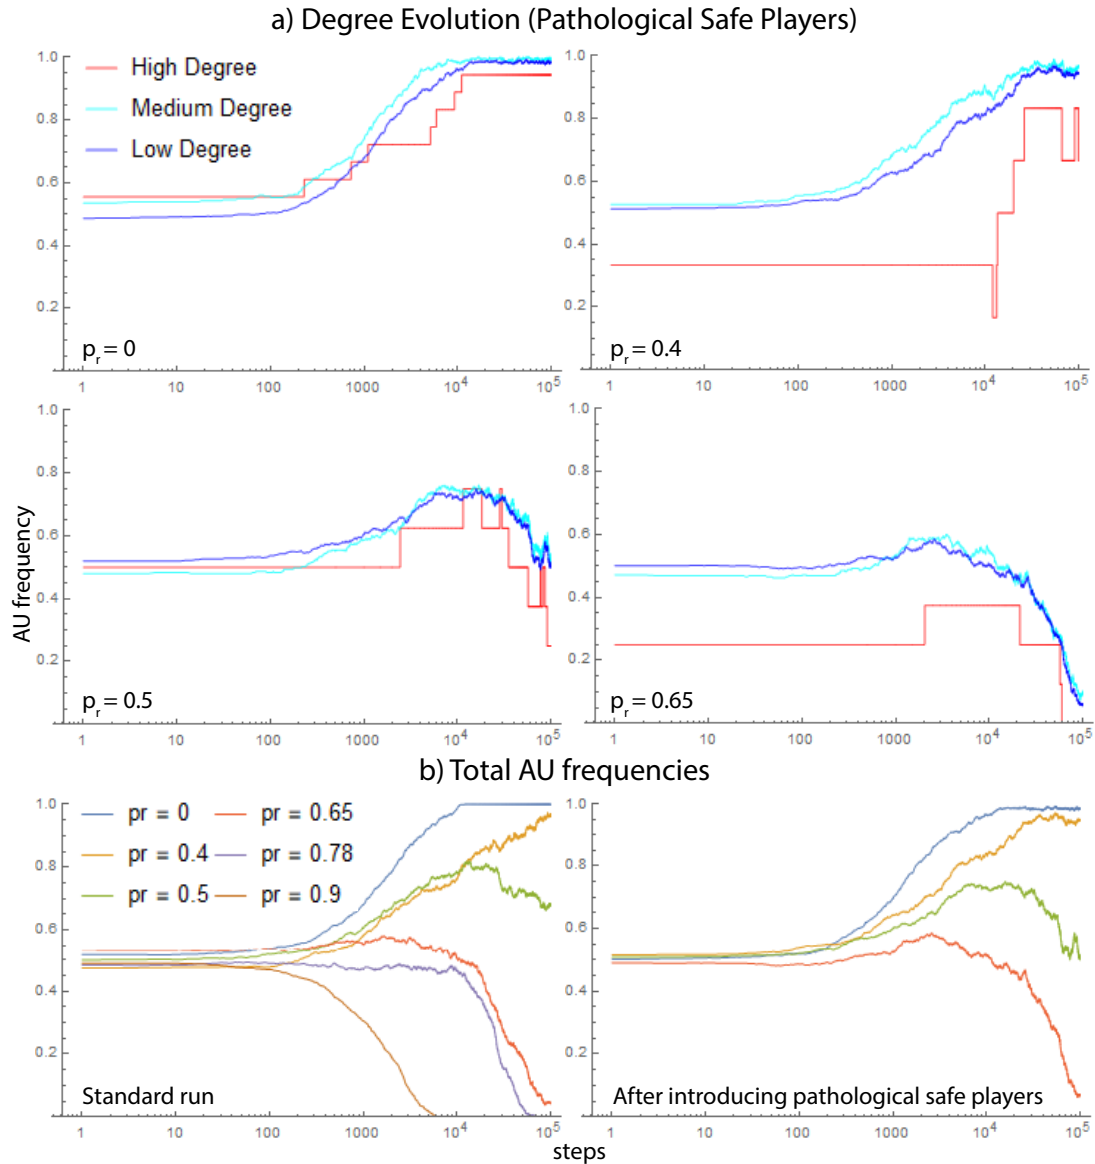 a) Degree Evolution (Pathological Safe Players)
1.0
0.8
0.6
0.4
0.2
High Degree
Medium Degree
Low Degree
p_r = 0
1 10 100 1000 10^4 10^5
1.0
0.8
0.6
0.4
0.2
p_r = 0.4
1 10 100 1000 10^4 10^5
AU frequency
1.0
0.8
0.6
0.4
0.2
p_r = 0.5
1 10 100 1000 10^4 10^5
1.0
0.8
0.6
0.4
0.2
p_r = 0.65
1 10 100 1000 10^4 10^5
b) Total AU frequencies
1.0
0.8
0.6
0.4
0.2
pr = 0 pr = 0.65
pr = 0.4 pr = 0.78
pr = 0.5 pr = 0.9
Standard run
1 10 100 1000 10^4 10^5
1.0
0.8
0.6
0.4
0.2
After introducing pathological safe players
1 10 100 1000 10^4 10^5
steps